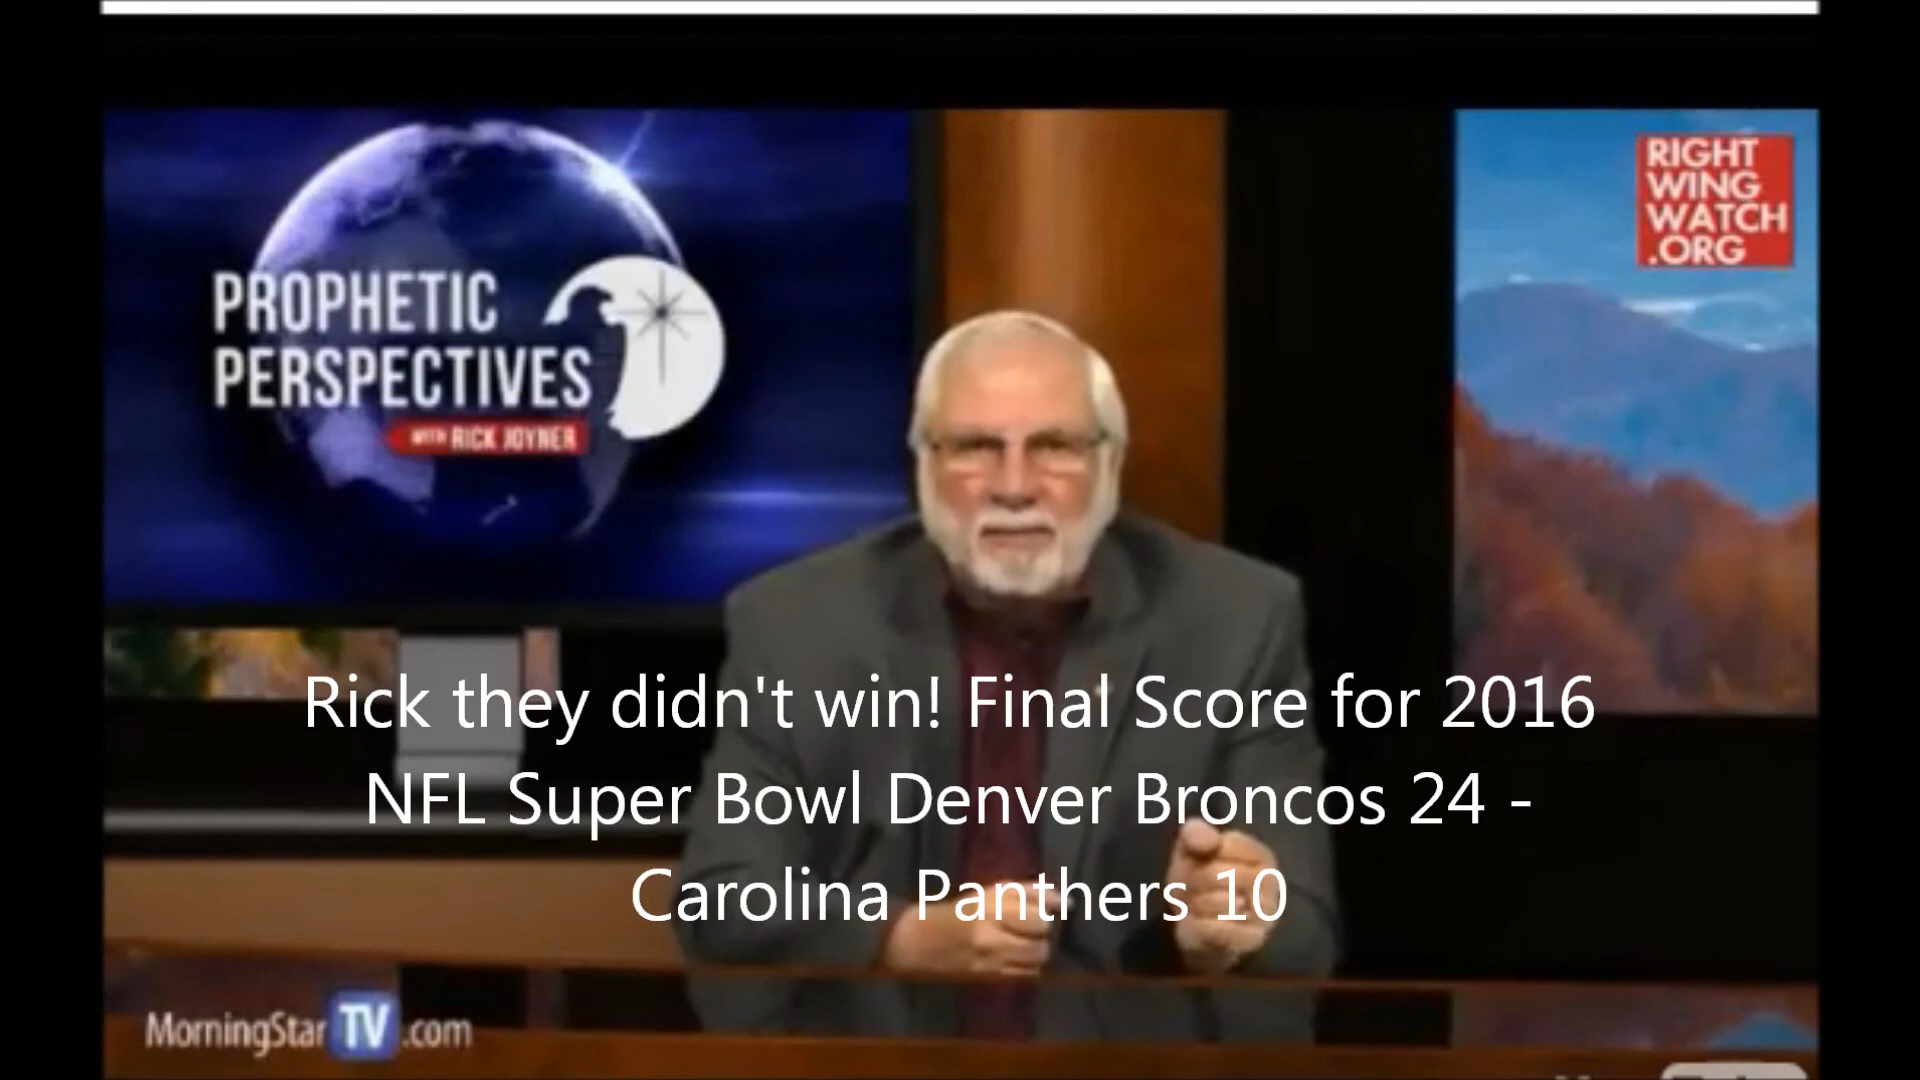 RIGHT
WING
WATCH
.ORG
PROPHETIC
PERSPECTIVES
WITH RICK JOYNER
Rick they didn't win! Final Score for 2016
NFL Super Bowl Denver Broncos 24 -
Carolina Panthers 10
MorningStar TV .com